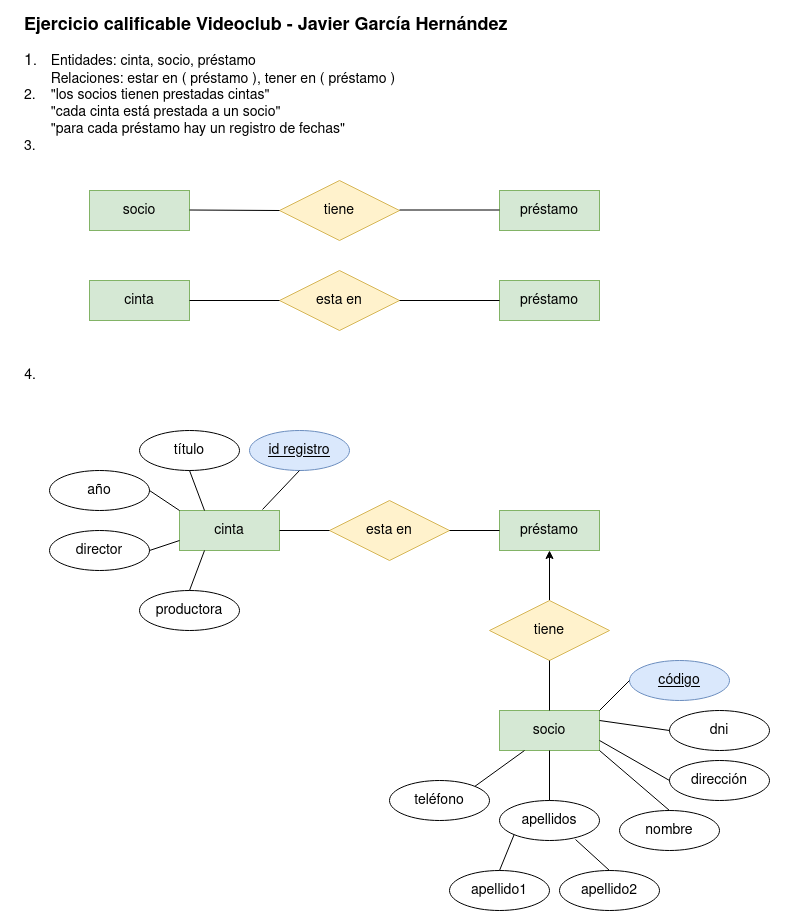 Ejercicio calificable Videoclub - Javier García Hernández
1. Entidades: cinta, socio, préstamo
Relaciones: estar en ( préstamo ), tener en ( préstamo )
2. "los socios tienen prestadas cintas"
"cada cinta está prestada a un socio"
"para cada préstamo hay un registro de fechas"
3.
socio tiene préstamo
cinta esta en préstamo
4.
título id registro
año
cinta esta en préstamo
director
productora
tiene
código
socio dni
dirección
teléfono
apellidos
nombre
apellido1 apellido2